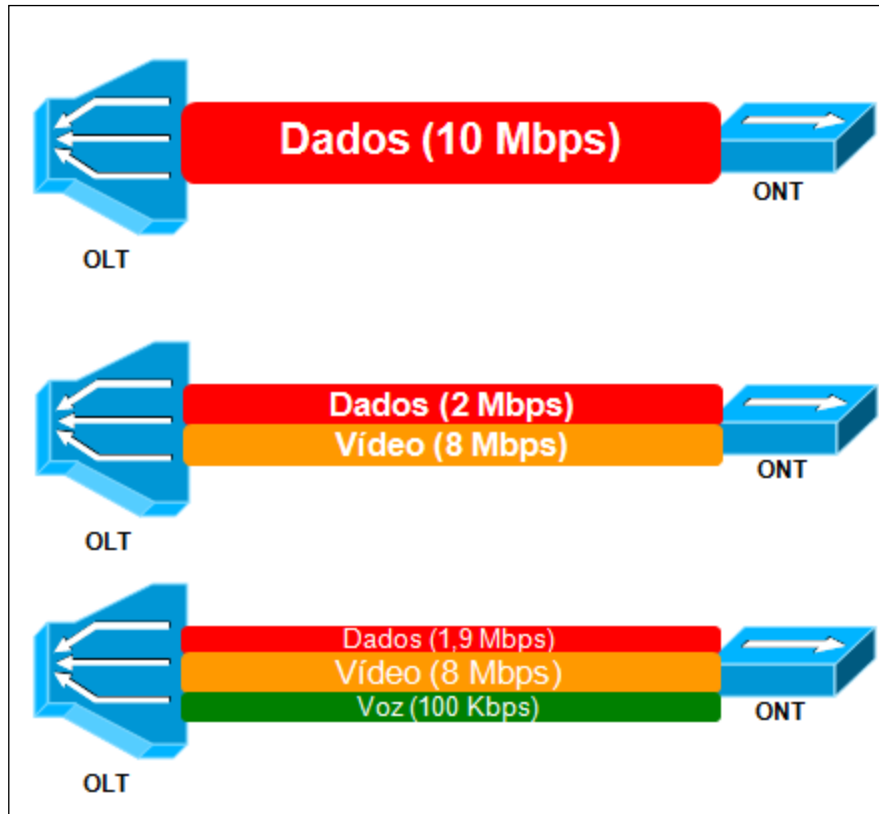 Dados (10 Mbps)
ONT
OLT
Dados (2 Mbps)
Vídeo (8 Mbps)
ONT
OLT
Dados (1,9 Mbps)
Vídeo (8 Mbps)
Voz (100 Kbps)
ONT
OLT